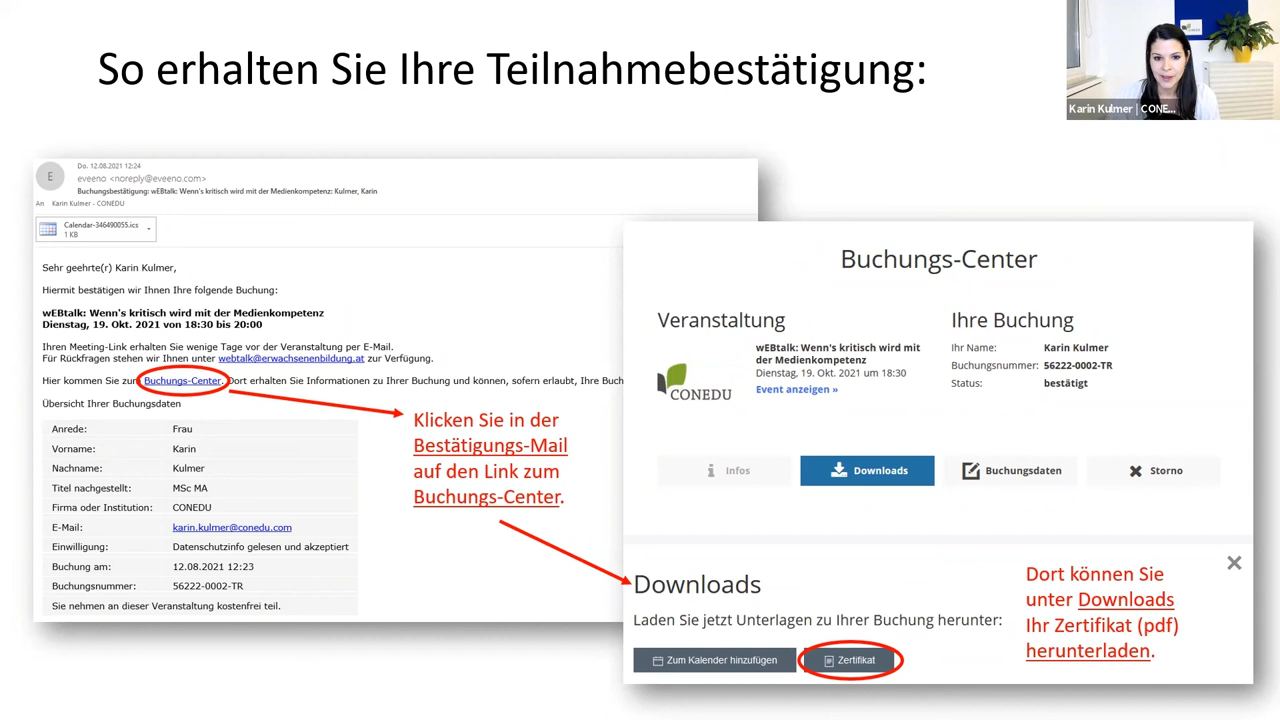 So erhalten Sie Ihre Teilnahmebestätigung:
Karin Kulmer | CONE...
CONEDU
E
Do. 12.08.2021 12:24
eveeno <noreply@eveeno.com>
Buchungsbestätigung: wEBtalk: Wenn's kritisch wird mit der Medienkompetenz: Kulmer, Karin
An Karin Kulmer - CONEDU
Calendar-346490055.ics
1 KB
Sehr geehrte(r) Karin Kulmer,
Hiermit bestätigen wir Ihnen Ihre folgende Buchung:
wEBtalk: Wenn's kritisch wird mit der Medienkompetenz
Dienstag, 19. Okt. 2021 von 18:30 bis 20:00
Ihren Meeting-Link erhalten Sie wenige Tage vor der Veranstaltung per E-Mail.
Für Rückfragen stehen wir Ihnen unter webtalk@erwachsenenbildung.at zur Verfügung.
Hier kommen Sie zum Buchungs-Center. Dort erhalten Sie Informationen zu Ihrer Buchung und können, sofern erlaubt, Ihre Buch
Übersicht Ihrer Buchungsdaten
Anrede: Frau
Vorname: Karin
Nachname: Kulmer
Titel nachgestellt: MSc MA
Firma oder Institution: CONEDU
E-Mail: karin.kulmer@conedu.com
Einwilligung: Datenschutzinfo gelesen und akzeptiert
Buchung am: 12.08.2021 12:23
Buchungsnummer: 56222-0002-TR
Sie nehmen an dieser Veranstaltung kostenfrei teil.
Klicken Sie in der
Bestätigungs-Mail
auf den Link zum
Buchungs-Center.
Buchungs-Center
Veranstaltung
CONEDU
wEBtalk: Wenn's kritisch wird mit
der Medienkompetenz
Dienstag, 19. Okt. 2021 um 18:30
Event anzeigen »
Ihre Buchung
Ihr Name: Karin Kulmer
Buchungsnummer: 56222-0002-TR
Status: bestätigt
Infos Downloads Buchungsdaten Storno
Downloads
Laden Sie jetzt Unterlagen zu Ihrer Buchung herunter:
Zum Kalender hinzufügen Zertifikat
Dort können Sie
unter Downloads
Ihr Zertifikat (pdf)
herunterladen.